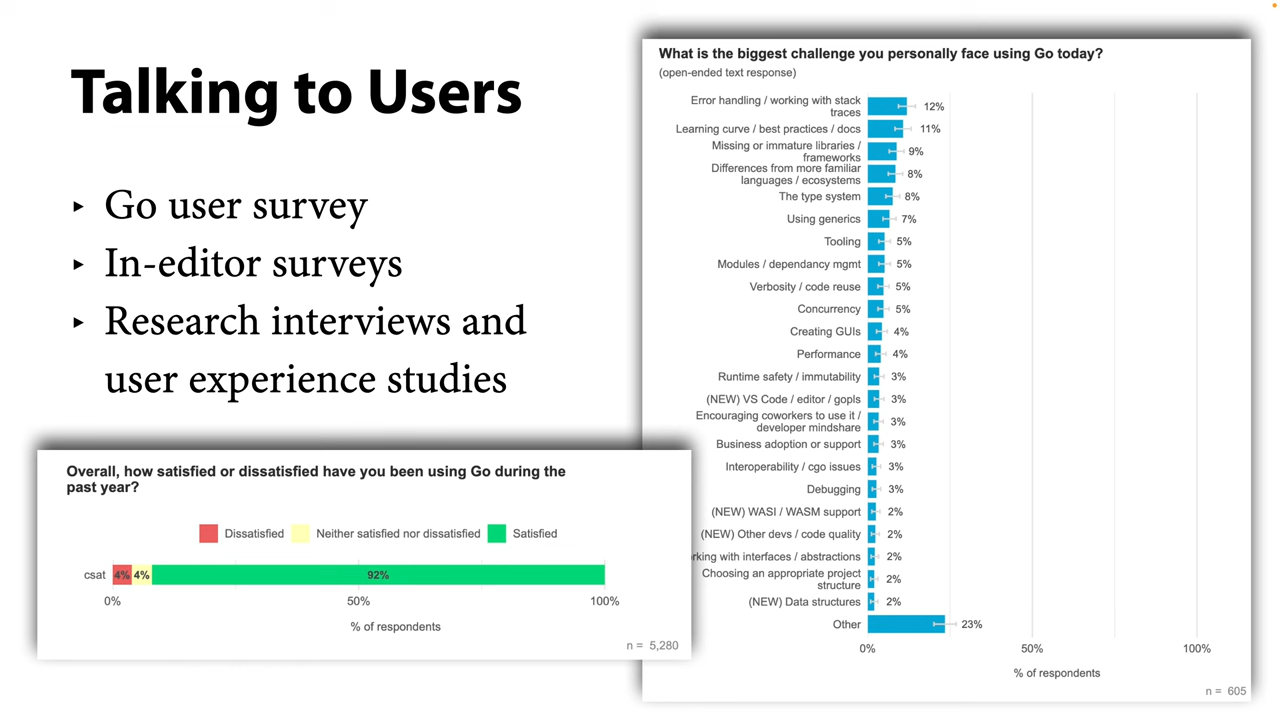 Talking to Users
‣ Go user survey
‣ In-editor surveys
‣ Research interviews and
user experience studies
Overall, how satisfied or dissatisfied have you been using Go during the
past year?
Dissatisfied
Neither satisfied nor dissatisfied
Satisfied
csat
4%
4%
92%
0%
50%
100%
% of respondents
n = 5,280
What is the biggest challenge you personally face using Go today?
(open-ended text response)
Error handling / working with stack
traces
12%
Learning curve / best practices / docs
11%
Missing or immature libraries /
frameworks
9%
Differences from more familiar
languages / ecosystems
8%
The type system
8%
Using generics
7%
Tooling
5%
Modules / dependancy mgmt
5%
Verbosity / code reuse
5%
Concurrency
5%
Creating GUIs
4%
Performance
4%
Runtime safety / immutability
3%
(NEW) VS Code / editor / gopls
3%
Encouraging coworkers to use it /
developer mindshare
3%
Business adoption or support
3%
Interoperability / cgo issues
3%
Debugging
3%
(NEW) WASI / WASM support
2%
(NEW) Other devs / code quality
2%
rking with interfaces / abstractions
2%
Choosing an appropriate project
structure
2%
(NEW) Data structures
2%
Other
23%
0%
50%
100%
% of respondents
n = 605